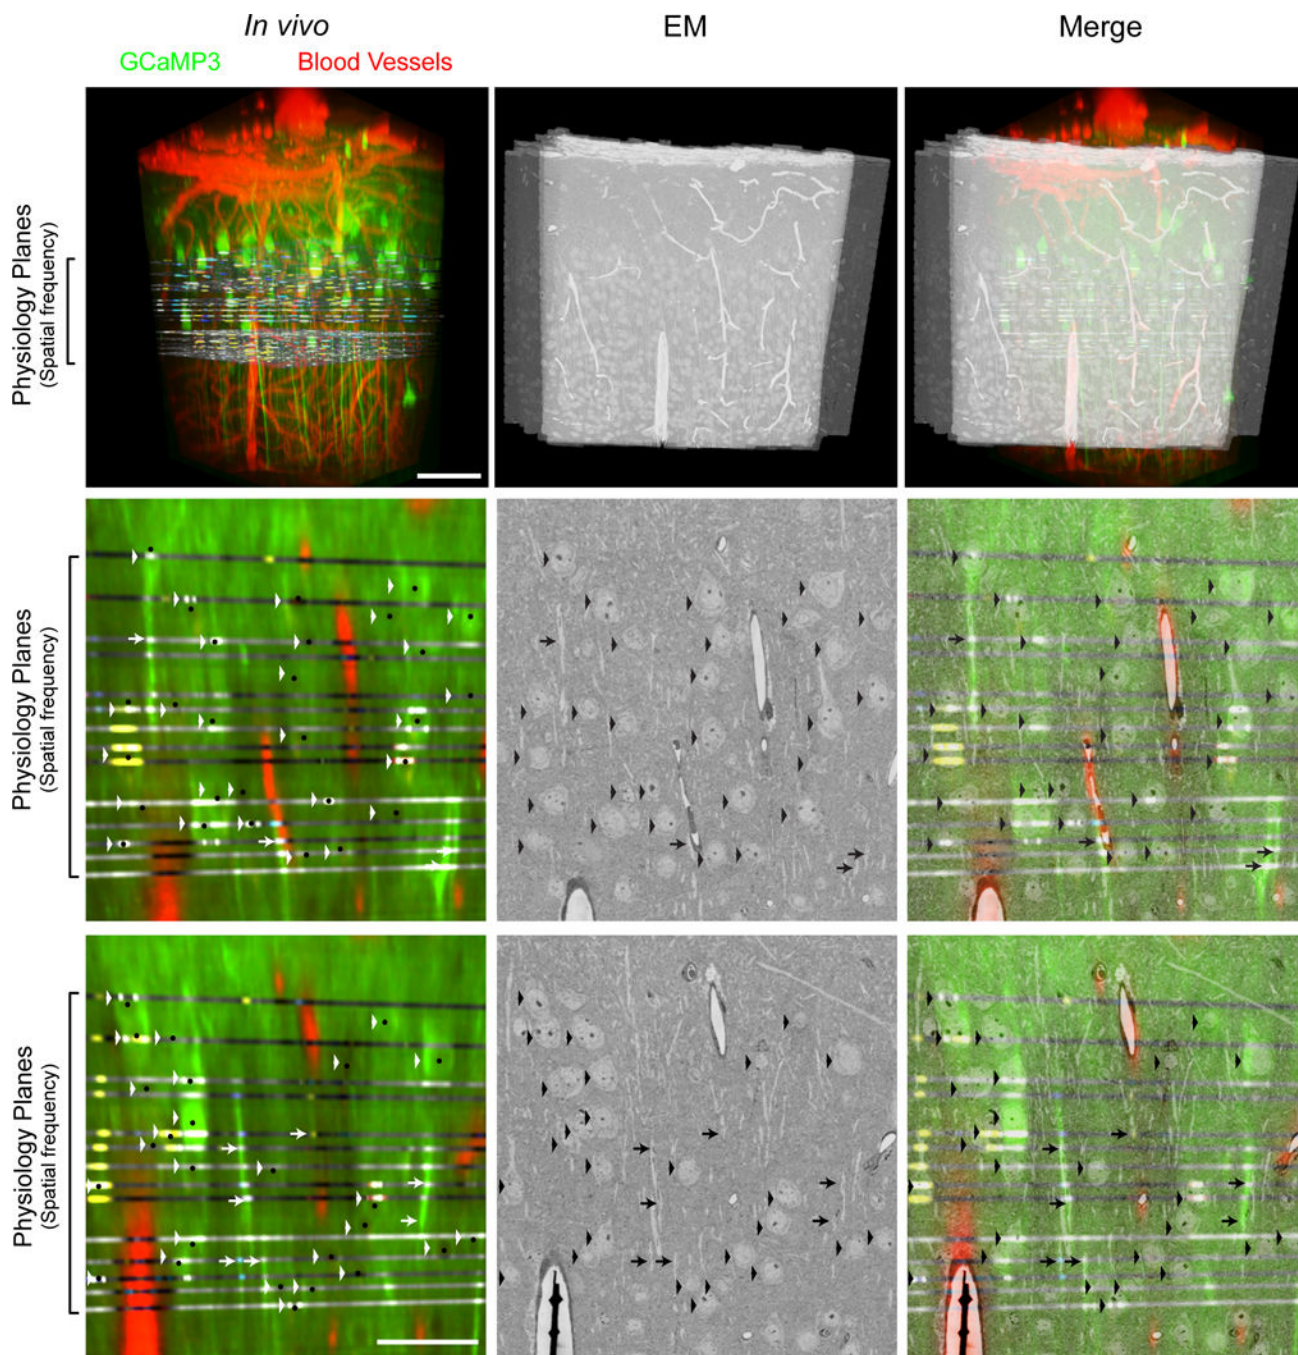 In vivo
EM
Merge
GCaMP3
Blood Vessels
Physiology Planes
(Spatial frequency)
Physiology Planes
(Spatial frequency)
Physiology Planes
(Spatial frequency)